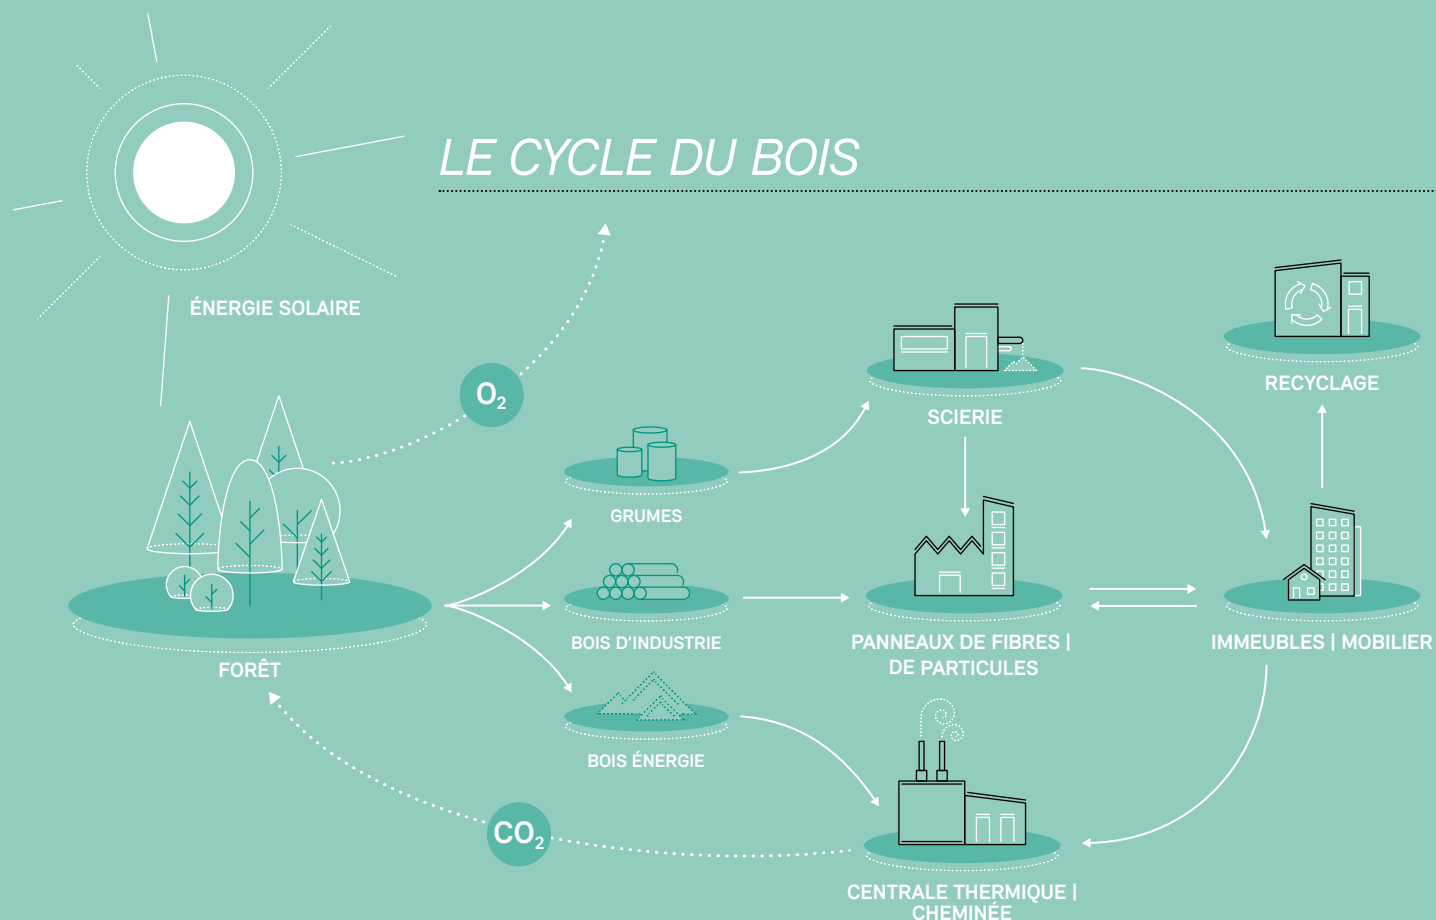 LE CYCLE DU BOIS
ÉNERGIE SOLAIRE
O₂
RECYCLAGE
SCIERIE
GRUMES
BOIS D'INDUSTRIE
PANNEAUX DE FIBRES |
DE PARTICULES
IMMEUBLES | MOBILIER
FORÊT
BOIS ÉNERGIE
CO₂
CENTRALE THERMIQUE |
CHEMINÉE